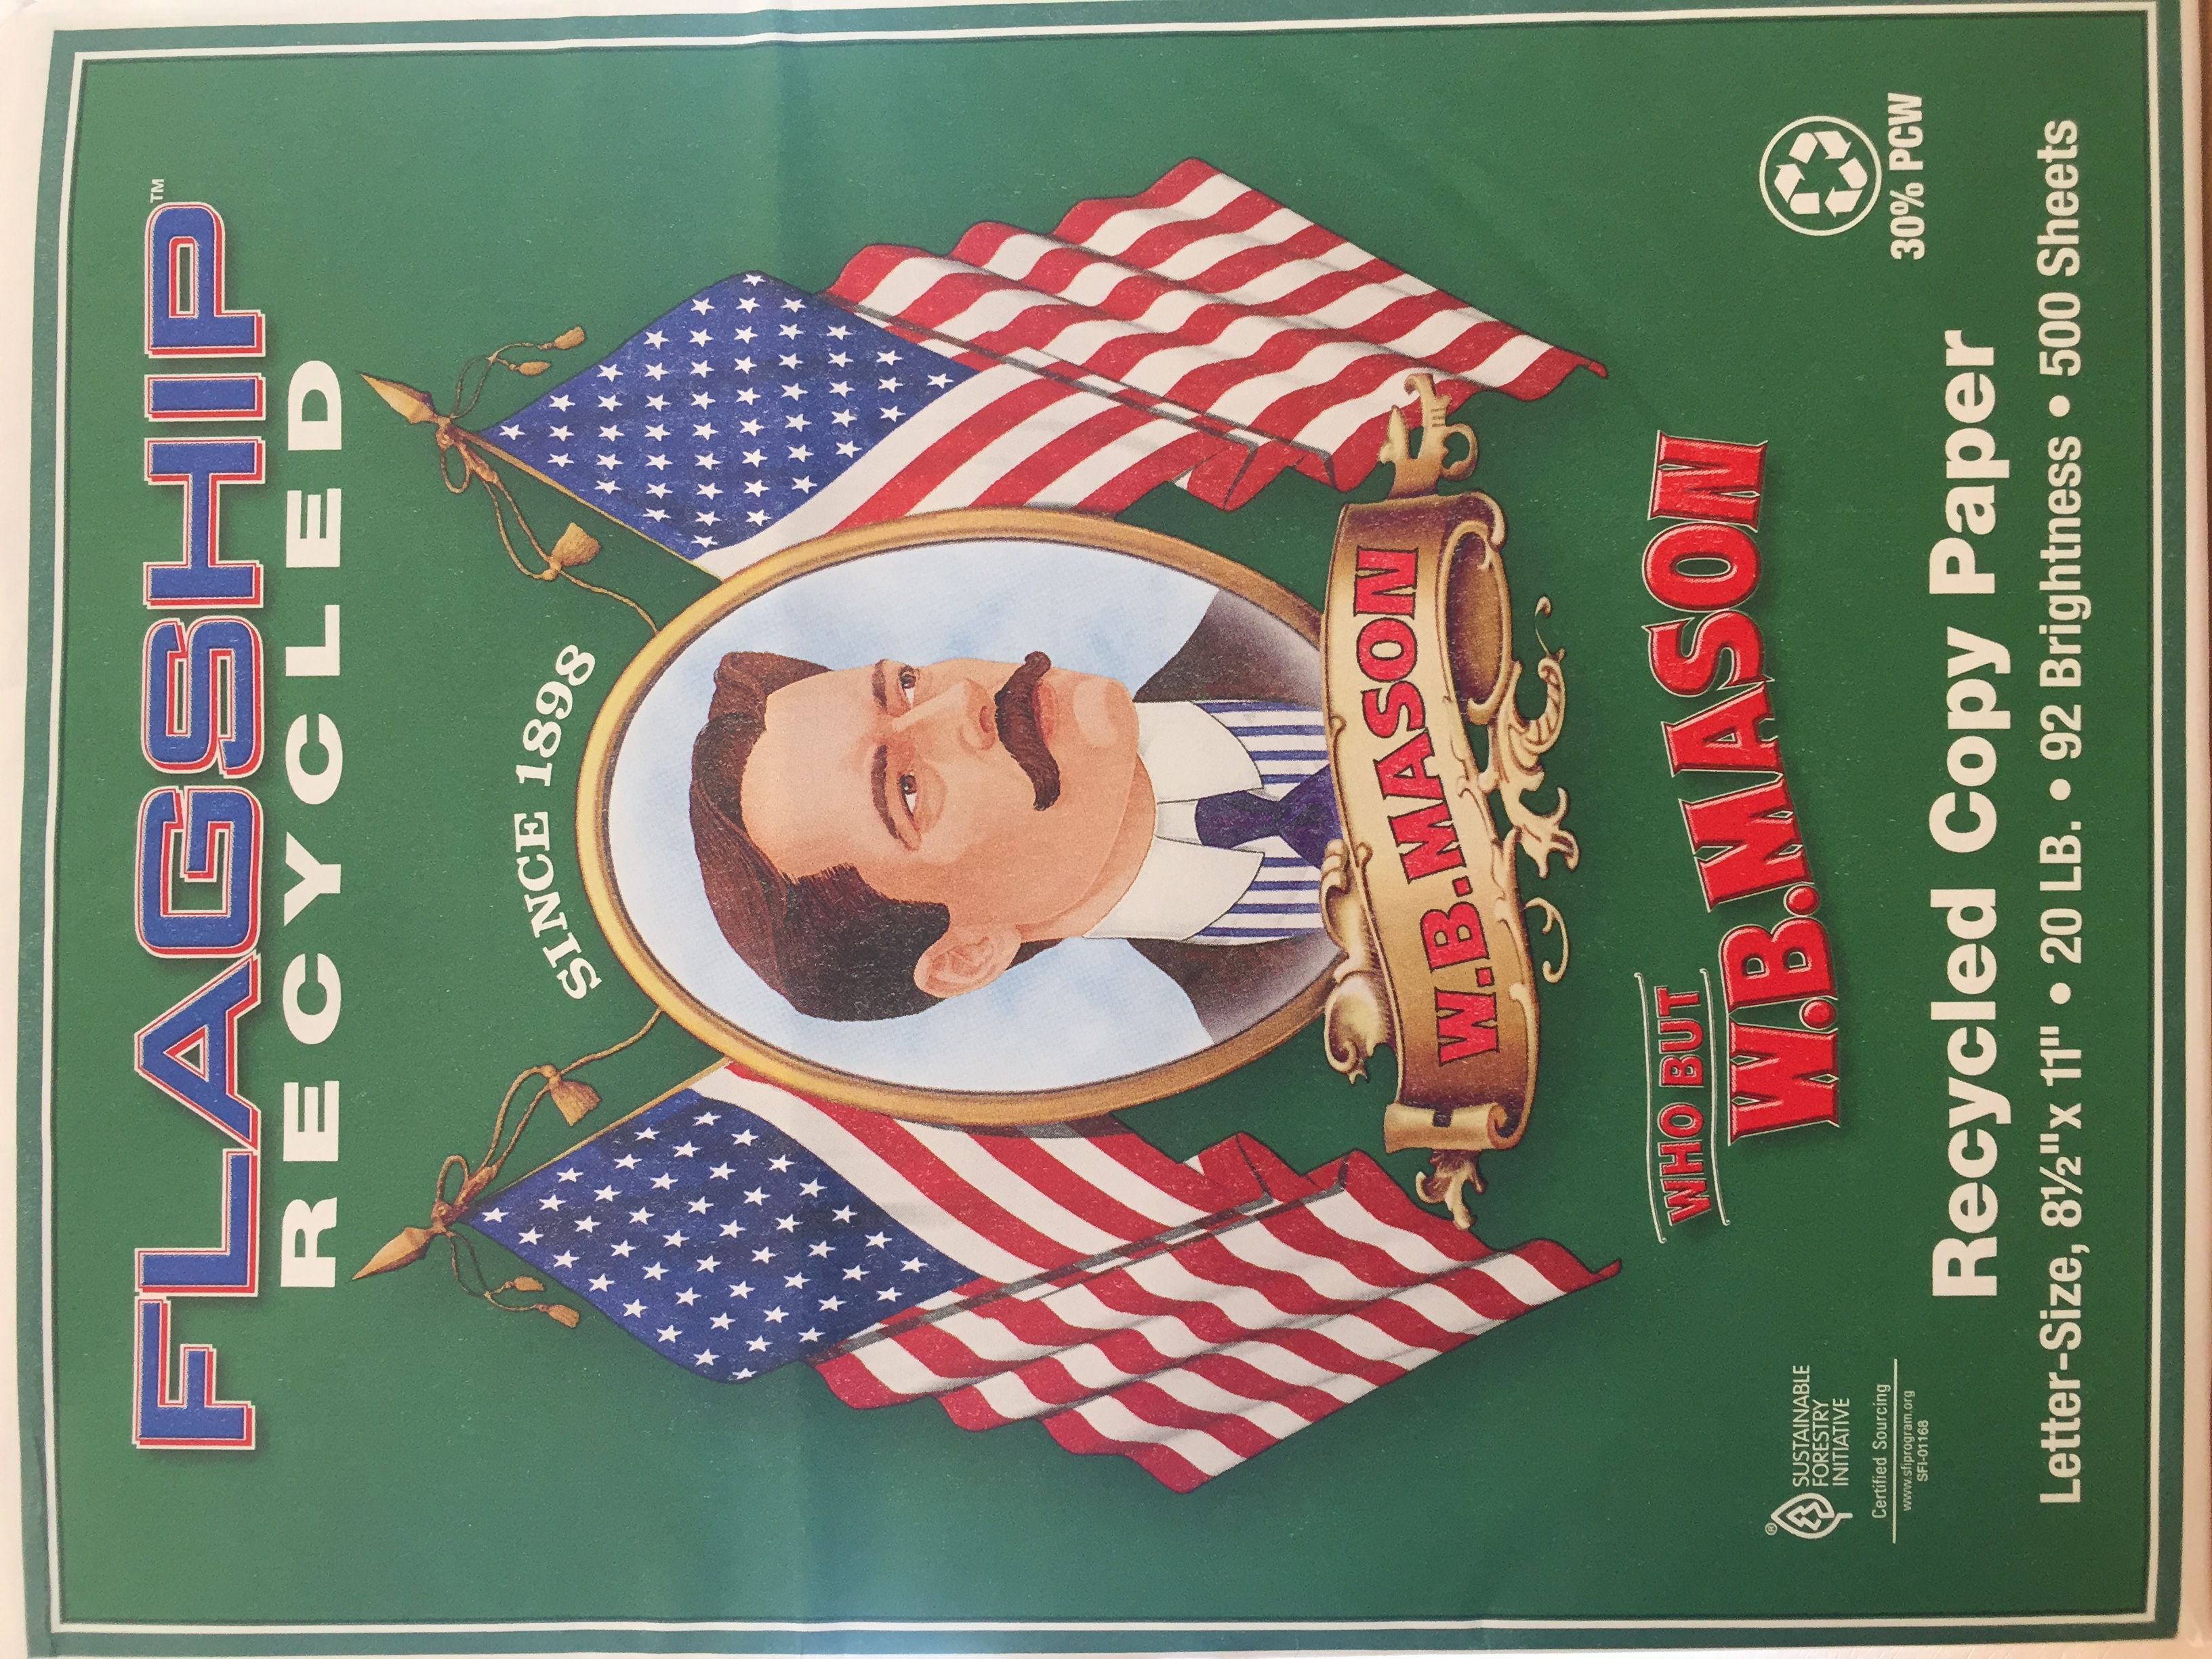 FLAGSHIP™
RECYCLED
SINCE 1898
W.B.MASON
WHO BUT
W.B.MASON
®
SUSTAINABLE
FORESTRY
INITIATIVE
Certified Sourcing
www.sfiprogram.org
SFI-01168
30% PCW
Recycled Copy Paper
Letter-Size, 8½"x 11" • 20 LB. • 92 Brightness • 500 Sheets